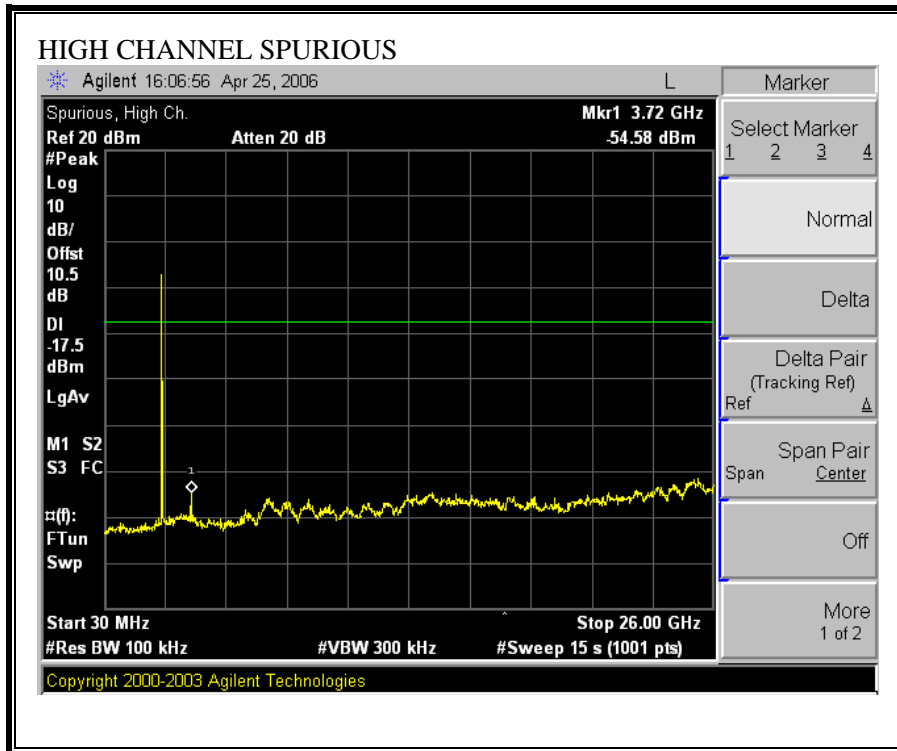 HIGH CHANNEL SPURIOUS
Agilent 16:06:56 Apr 25, 2006 L
Marker
Spurious, High Ch.
Mkr1 3.72 GHz
Ref 20 dBm Atten 20 dB -54.58 dBm
#Peak
Log
10
dB/
Offst
10.5
dB
DI
-17.5
dBm
LgAv
M1 S2
S3 FC
¤(f):
FTun
Swp
1
Start 30 MHz Stop 26.00 GHz
#Res BW 100 kHz #VBW 300 kHz #Sweep 15 s (1001 pts)
Copyright 2000-2003 Agilent Technologies
Select Marker
1 2 3 4
Normal
Delta
Delta Pair
(Tracking Ref)
Ref Δ
Span Pair
Span Center
Off
More
1 of 2